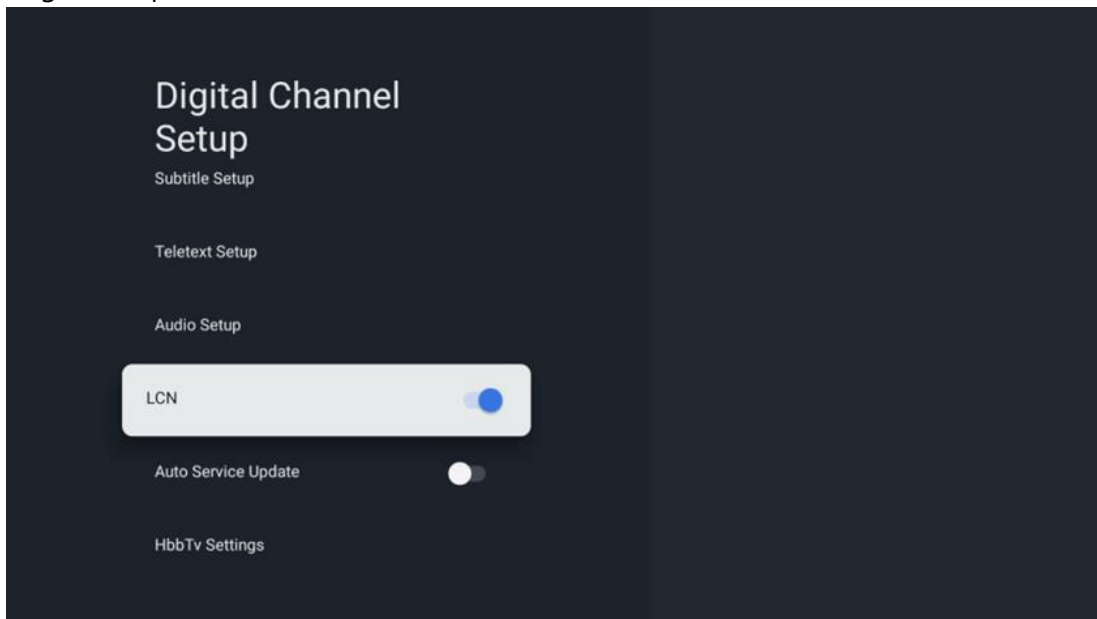 Digital Channel
Setup
Subtitle Setup
Teletext Setup
Audio Setup
LCN
Auto Service Update
HbbTv Settings